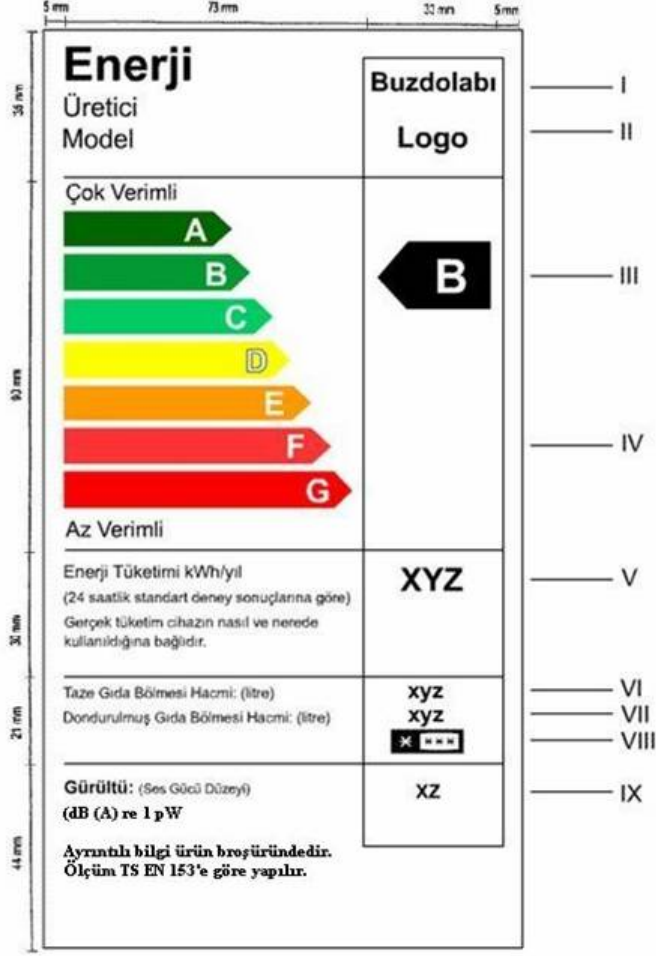 5 mm 73 mm 33 mm 5 mm
Enerji
Üretici
Model
Buzdolabı
Logo
I
II
36 mm
Çok Verimli
A
B
C
D
E
F
G
Az Verimli
B
III
IV
93 mm
Enerji Tüketimi kWh/yıl
(24 saatlik standart deney sonuçlarına göre)
Gerçek tüketim cihazın nasıl ve nerede
kullanıldığına bağlıdır.
XYZ
V
30 mm
Taze Gıda Bölmesi Hacmi: (litre)
Dondurulmuş Gıda Bölmesi Hacmi: (litre)
xyz
xyz
VI
VII
VIII
21 mm
Gürültü: (Ses Gücü Düzeyi)
(dB (A) re 1 pW
xz
IX
Ayrıntılı bilgi ürün broşüründedir.
Ölçüm TS EN 153'e göre yapılır.
44 mm